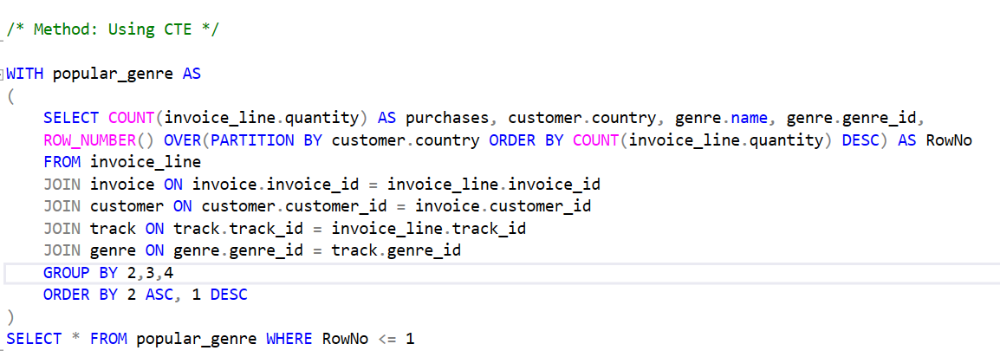 /* Method: Using CTE */
WITH popular_genre AS
(
SELECT COUNT(invoice_line.quantity) AS purchases, customer.country, genre.name, genre.genre_id,
ROW_NUMBER() OVER(PARTITION BY customer.country ORDER BY COUNT(invoice_line.quantity) DESC) AS RowNo
FROM invoice_line
JOIN invoice ON invoice.invoice_id = invoice_line.invoice_id
JOIN customer ON customer.customer_id = invoice.customer_id
JOIN track ON track.track_id = invoice_line.track_id
JOIN genre ON genre.genre_id = track.genre_id
GROUP BY 2,3,4
ORDER BY 2 ASC, 1 DESC
)
SELECT * FROM popular_genre WHERE RowNo <= 1